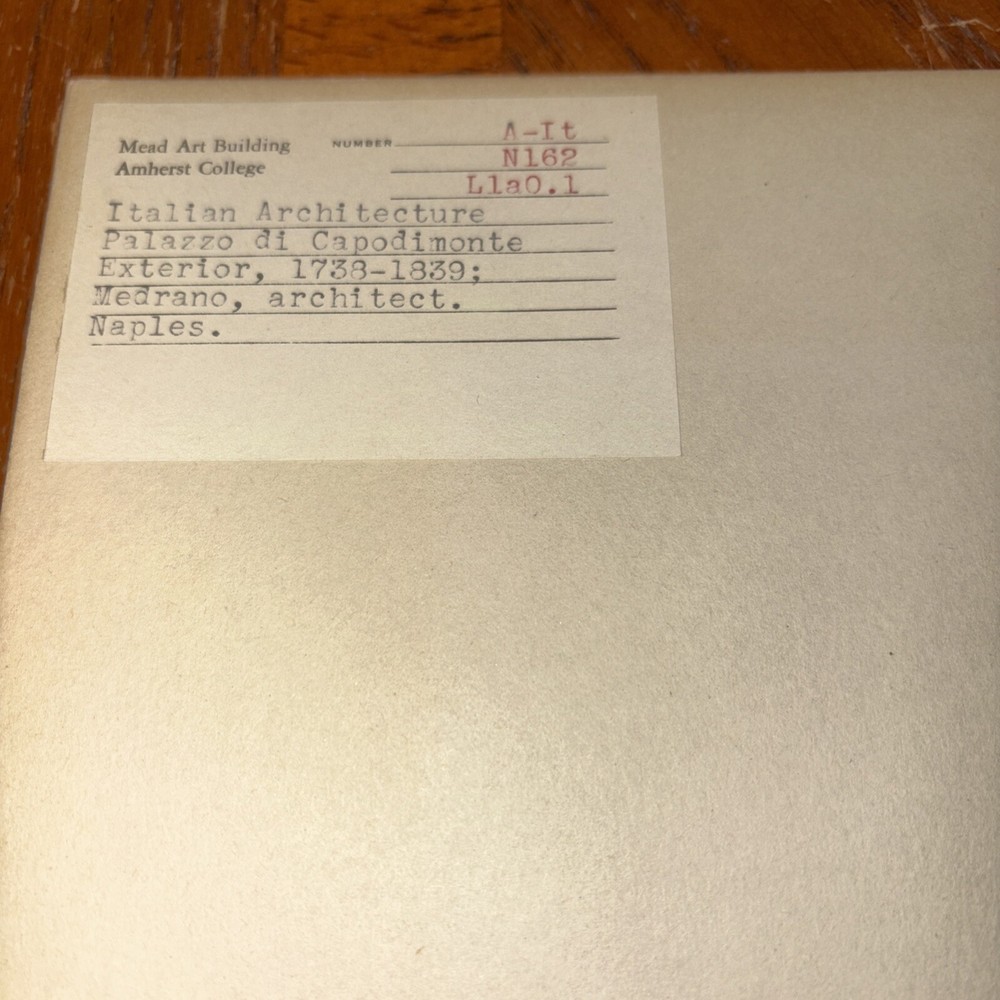 Mead Art Building
Amherst College
NUMBER A-It
N162
L1a0.1
Italian Architecture
Palazzo di Capodimonte
Exterior, 1738-1839;
Medrano, architect.
Naples.